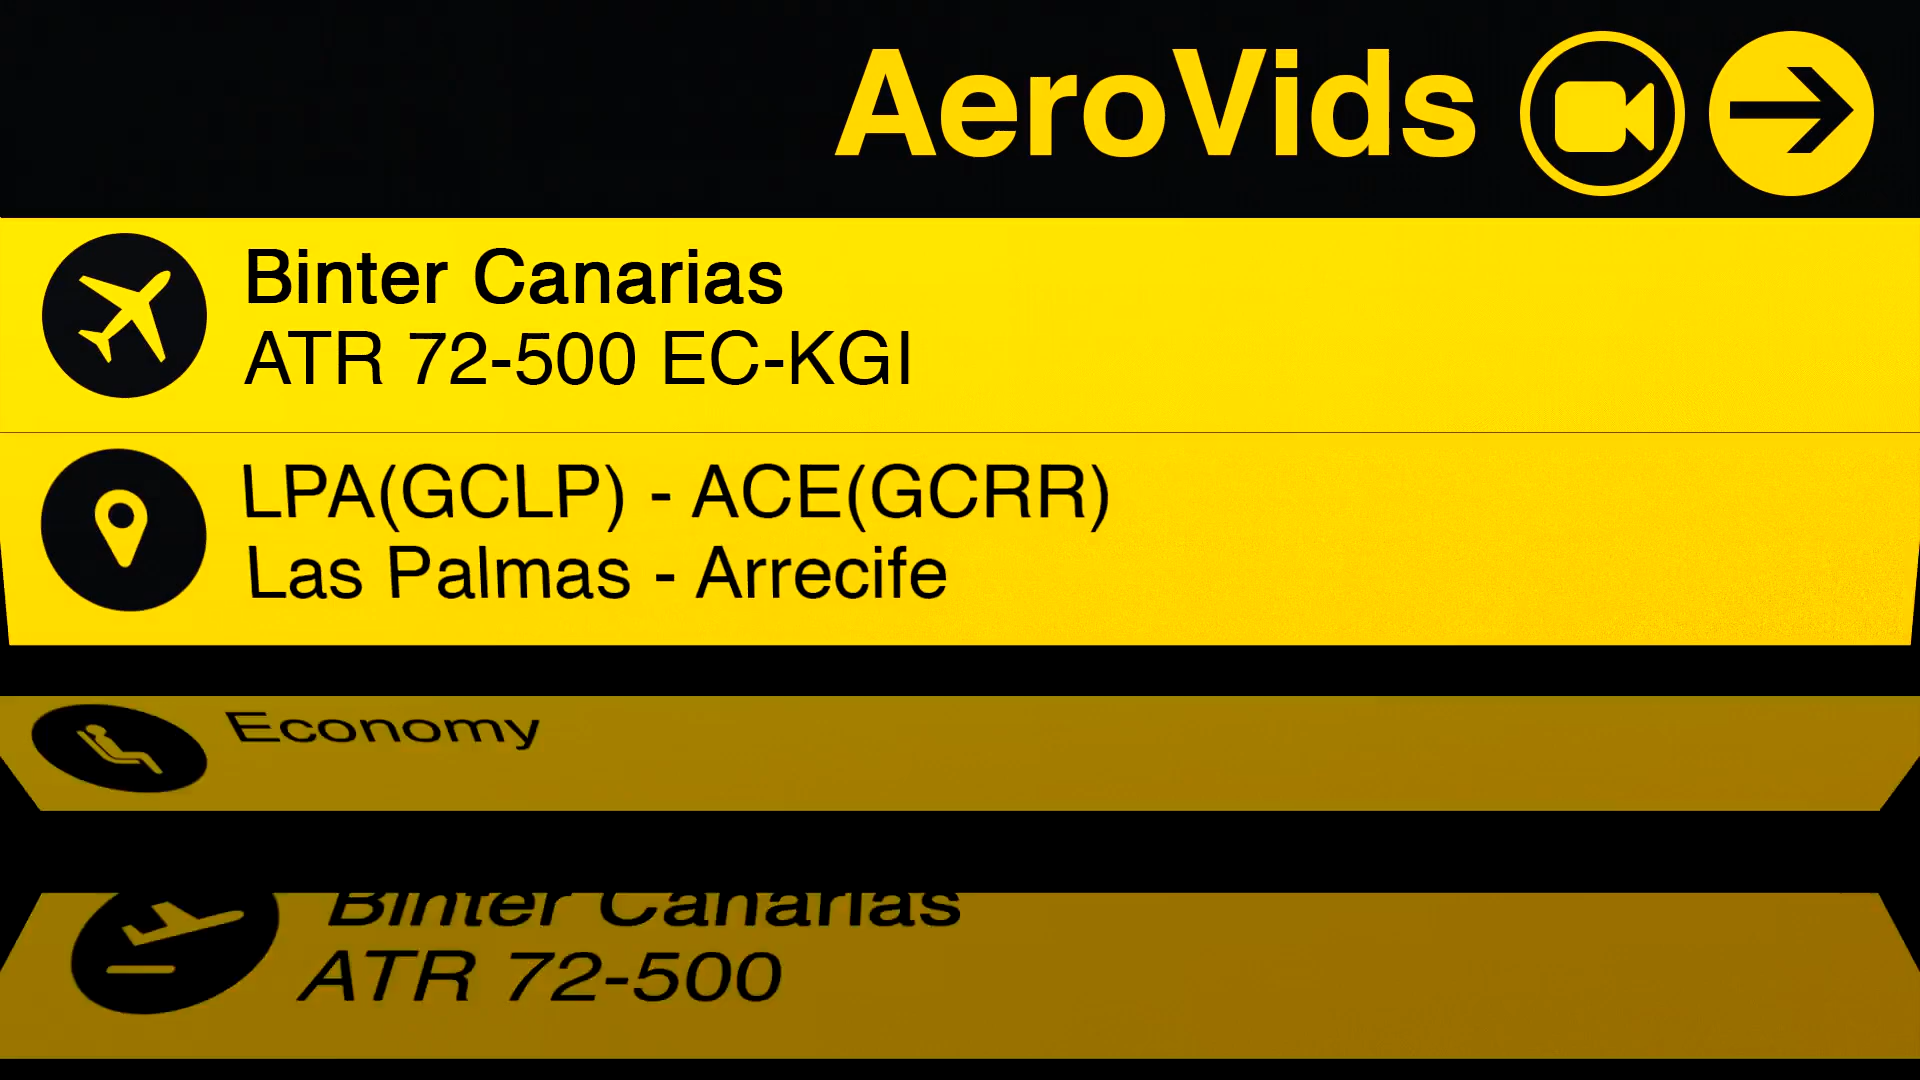 AeroVids
Binter Canarias
ATR 72-500 EC-KGI
LPA(GCLP) - ACE(GCRR)
Las Palmas - Arrecife
Economy
Binter Canarias
ATR 72-500